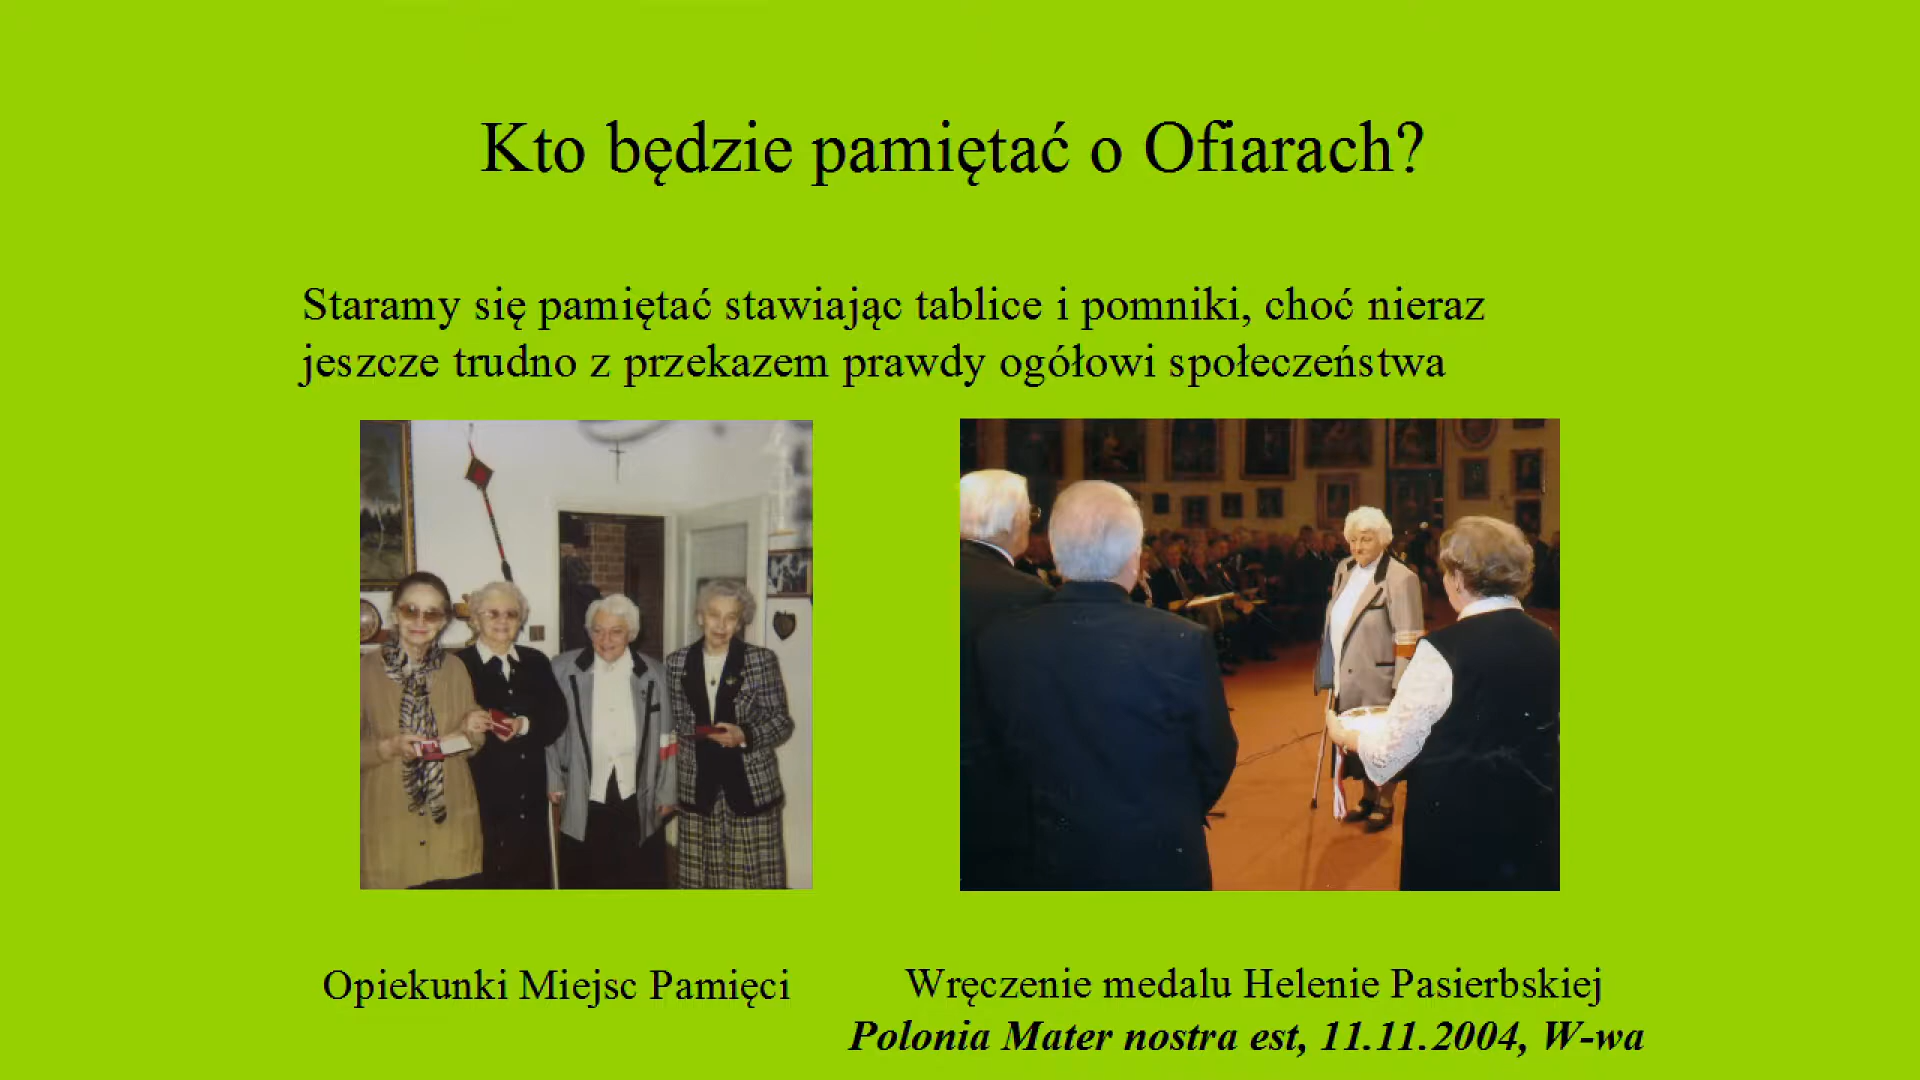 Kto będzie pamiętać o Ofiarach?
Staramy się pamiętać stawiając tablice i pomniki, choć nieraz
jeszcze trudno z przekazem prawdy ogółowi społeczeństwa
Opiekunki Miejsc Pamięci
Wręczenie medalu Helenie Pasierbskiej
Polonia Mater nostra est, 11.11.2004, W-wa